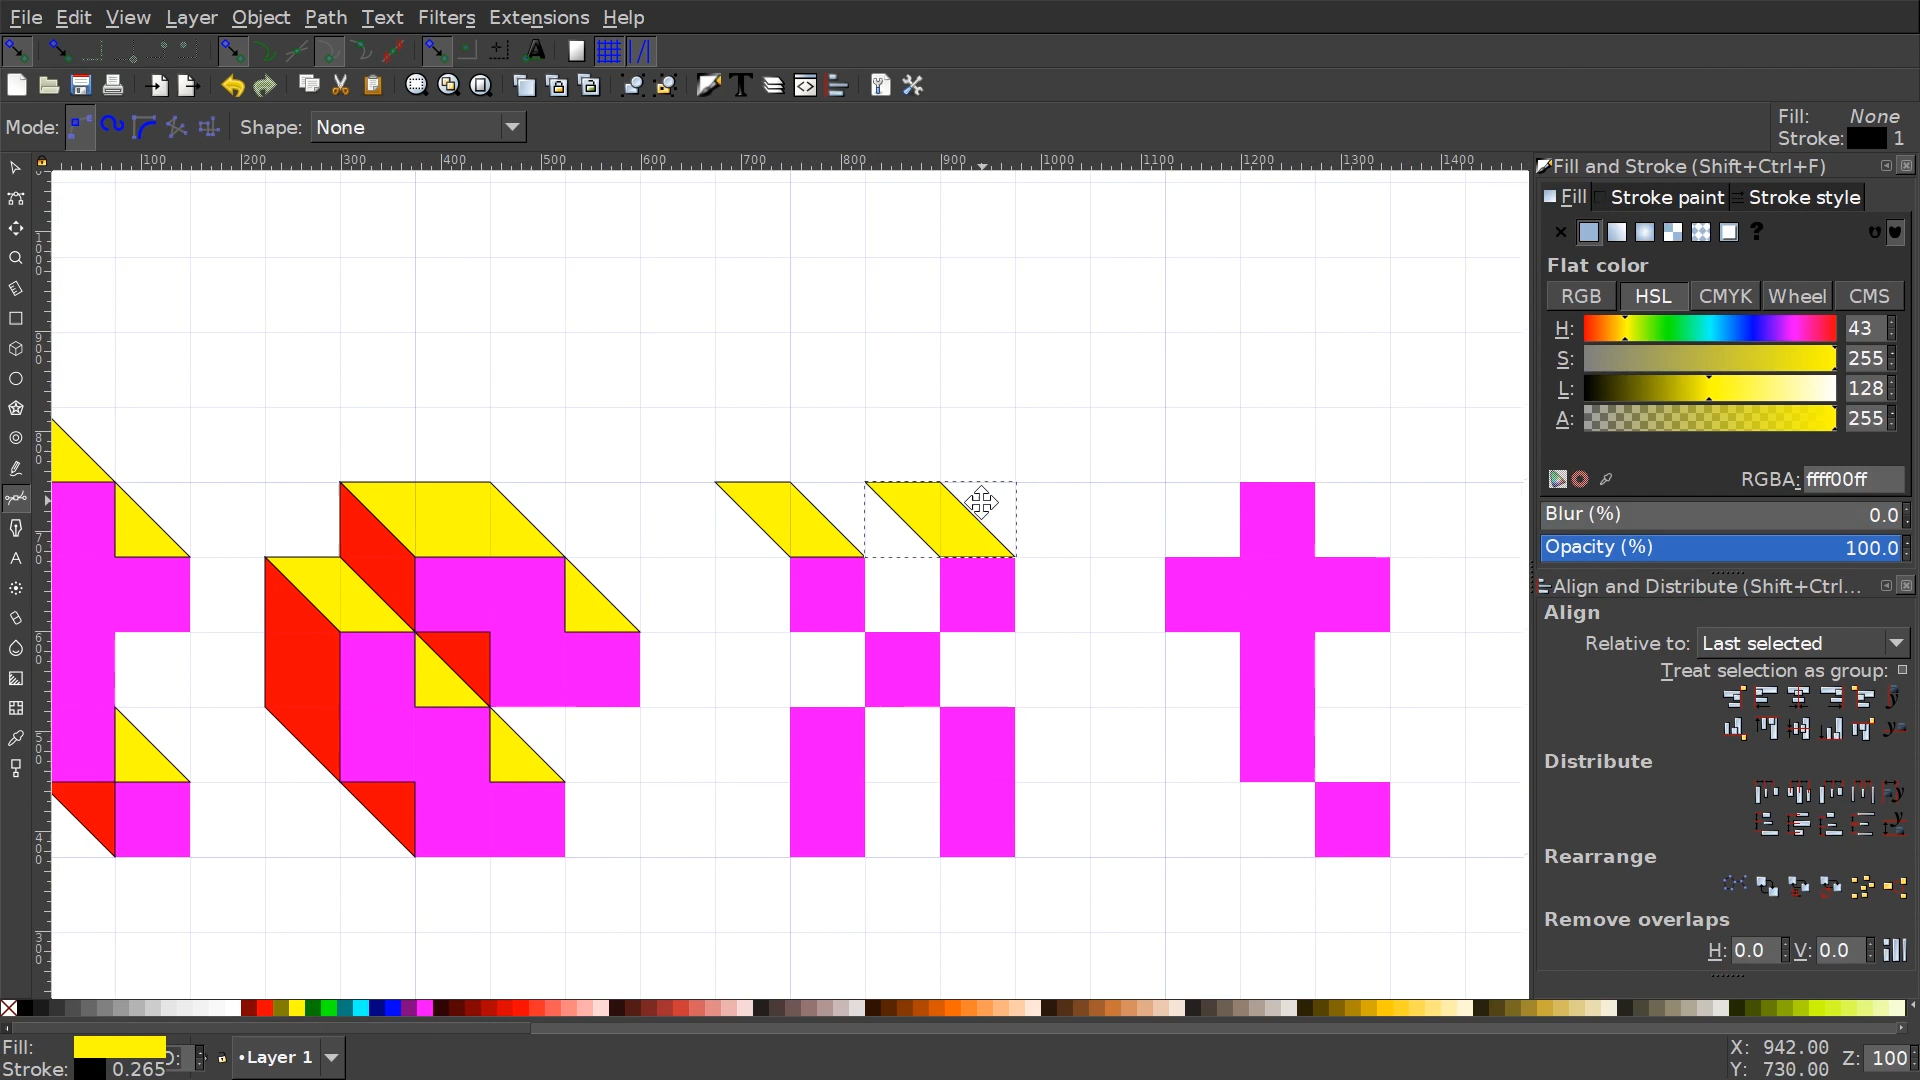 File Edit View Layer Object Path Text Filters Extensions Help
Mode: Shape: None
Fill: None
Stroke: 1
100 200 300 400 500 600 700 800 900 1000 1100 1200 1300 1400
Fill and Stroke (Shift+Ctrl+F)
Fill Stroke paint Stroke style
Flat color
RGB HSL CMYK Wheel CMS
H: 43
S: 255
L: 128
A: 255
RGBA: ffff00ff
Blur (%) 0.0
Opacity (%) 100.0
Align and Distribute (Shift+Ctrl...
Align
Relative to: Last selected
Treat selection as group:
Distribute
Rearrange
Remove overlaps
H: 0.0 V: 0.0
Fill: O:
Stroke: 0.265
•Layer 1
X: 942.00
Y: 730.00
Z: 100